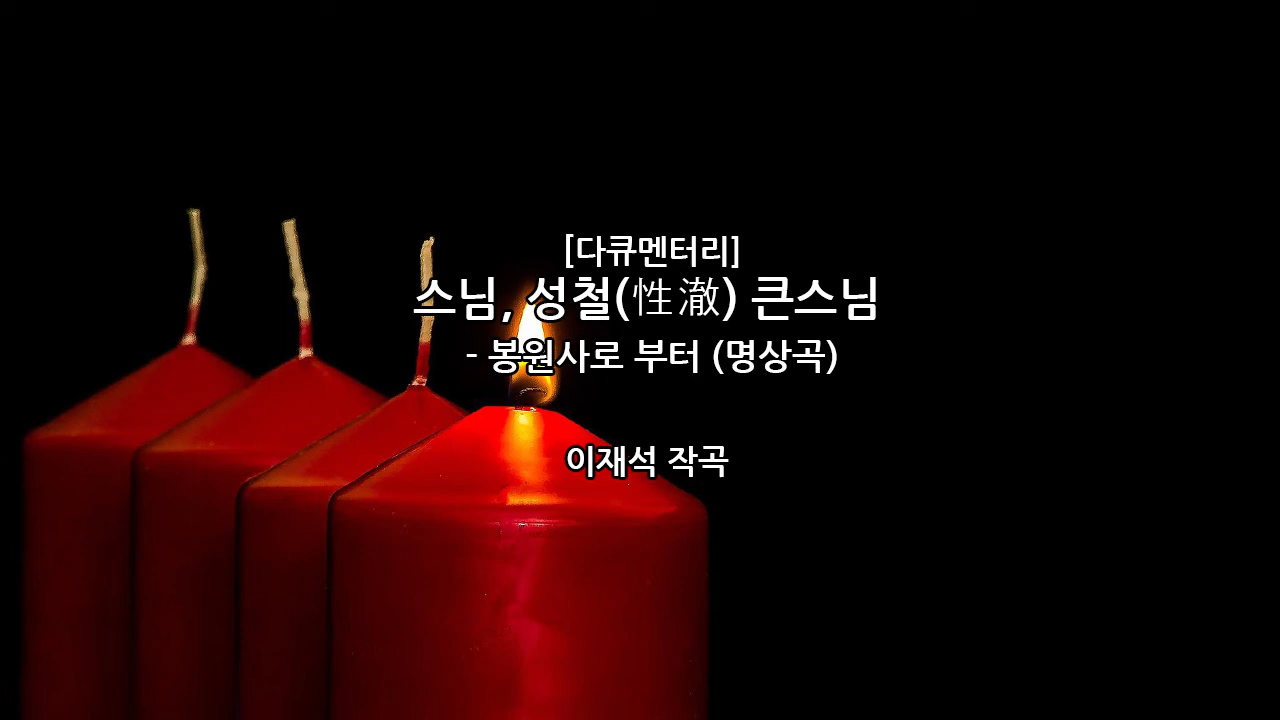 [다큐멘터리]
스님, 성철(性澈) 큰스님
- 봉원사로 부터 (명상곡)
이재석 작곡